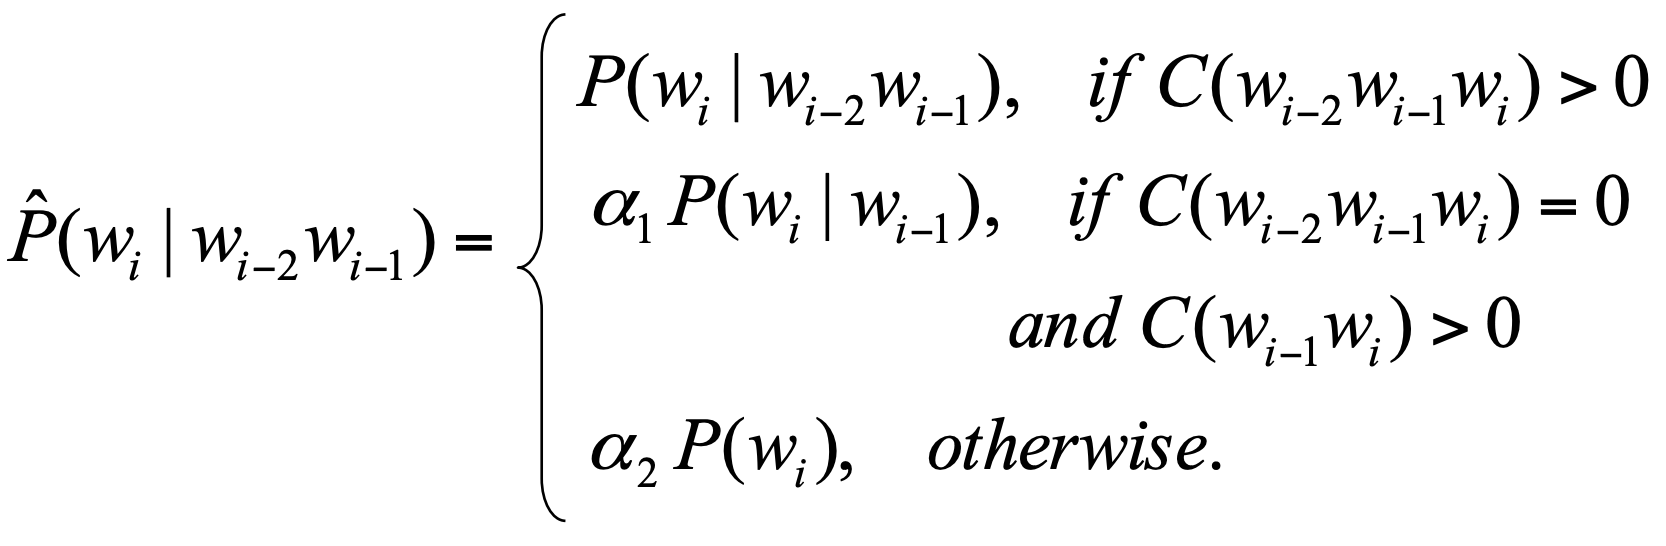 P(wᵢ | wᵢ₋₂wᵢ₋₁), if C(wᵢ₋₂wᵢ₋₁wᵢ) > 0
α₁ P(wᵢ | wᵢ₋₁), if C(wᵢ₋₂wᵢ₋₁wᵢ) = 0
P̂(wᵢ | wᵢ₋₂wᵢ₋₁) = {
and C(wᵢ₋₁wᵢ) > 0
α₂ P(wᵢ), otherwise.